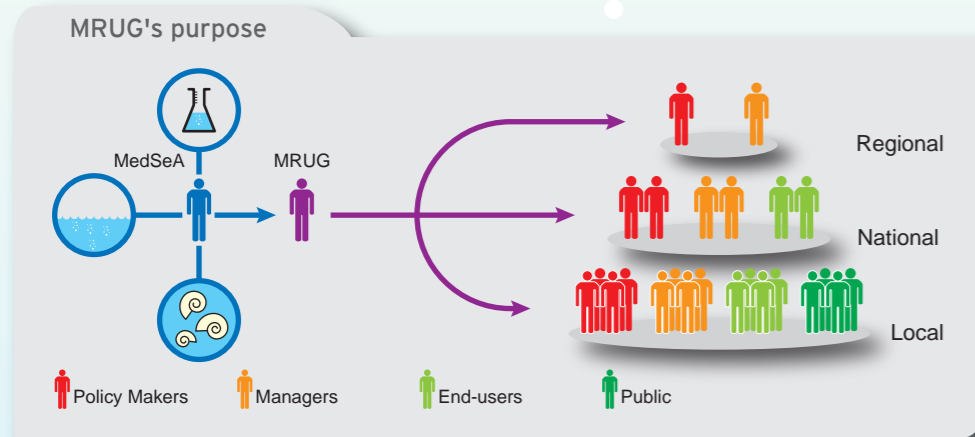 MRUG's purpose
MedSeA
MRUG
Regional
National
Local
Policy Makers
Managers
End-users
Public